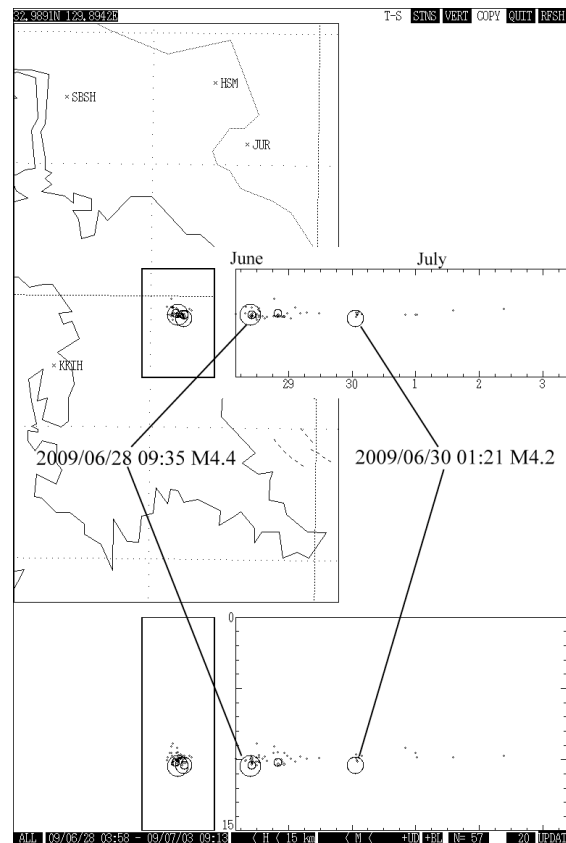 32.9891N 129.8942E T-S STNS VERT COPY QUIT RFSH
×HSM
×SBSH
×JUR
June July
×KKIH
29 30 1 2 3
2009/06/28 09:35 M4.4 2009/06/30 01:21 M4.2
0
15
ALL 09/06/28 03:58 - 09/07/03 09:13 < H < 15 km < M < +UD +BL N= 57 20 UPDAT